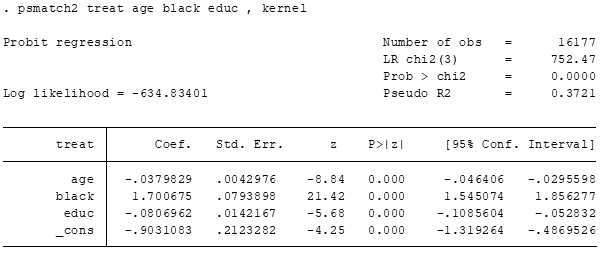 . psmatch2 treat age black educ , kernel
Probit regression Number of obs = 16177
LR chi2(3) = 752.47
Prob > chi2 = 0.0000
Log likelihood = -634.83401 Pseudo R2 = 0.3721
treat Coef. Std. Err. z P>|z| [95% Conf. Interval]
age -.0379829 .0042976 -8.84 0.000 -.046406 -.0295598
black 1.700675 .0793898 21.42 0.000 1.545074 1.856277
educ -.0806962 .0142167 -5.68 0.000 -.1085604 -.052832
_cons -.9031083 .2123282 -4.25 0.000 -1.319264 -.4869526